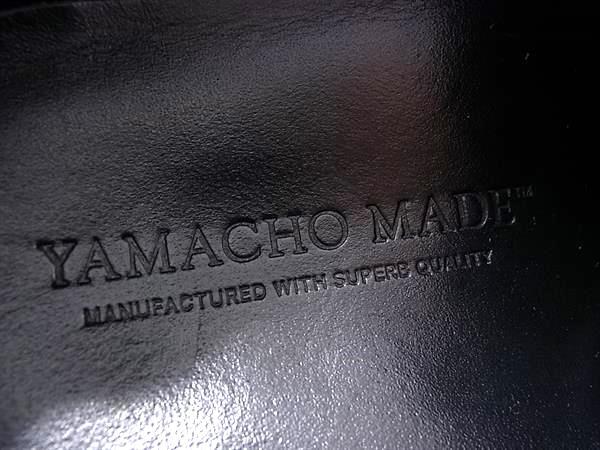 YAMACHO MADE™
MANUFACTURED WITH SUPERB QUALITY